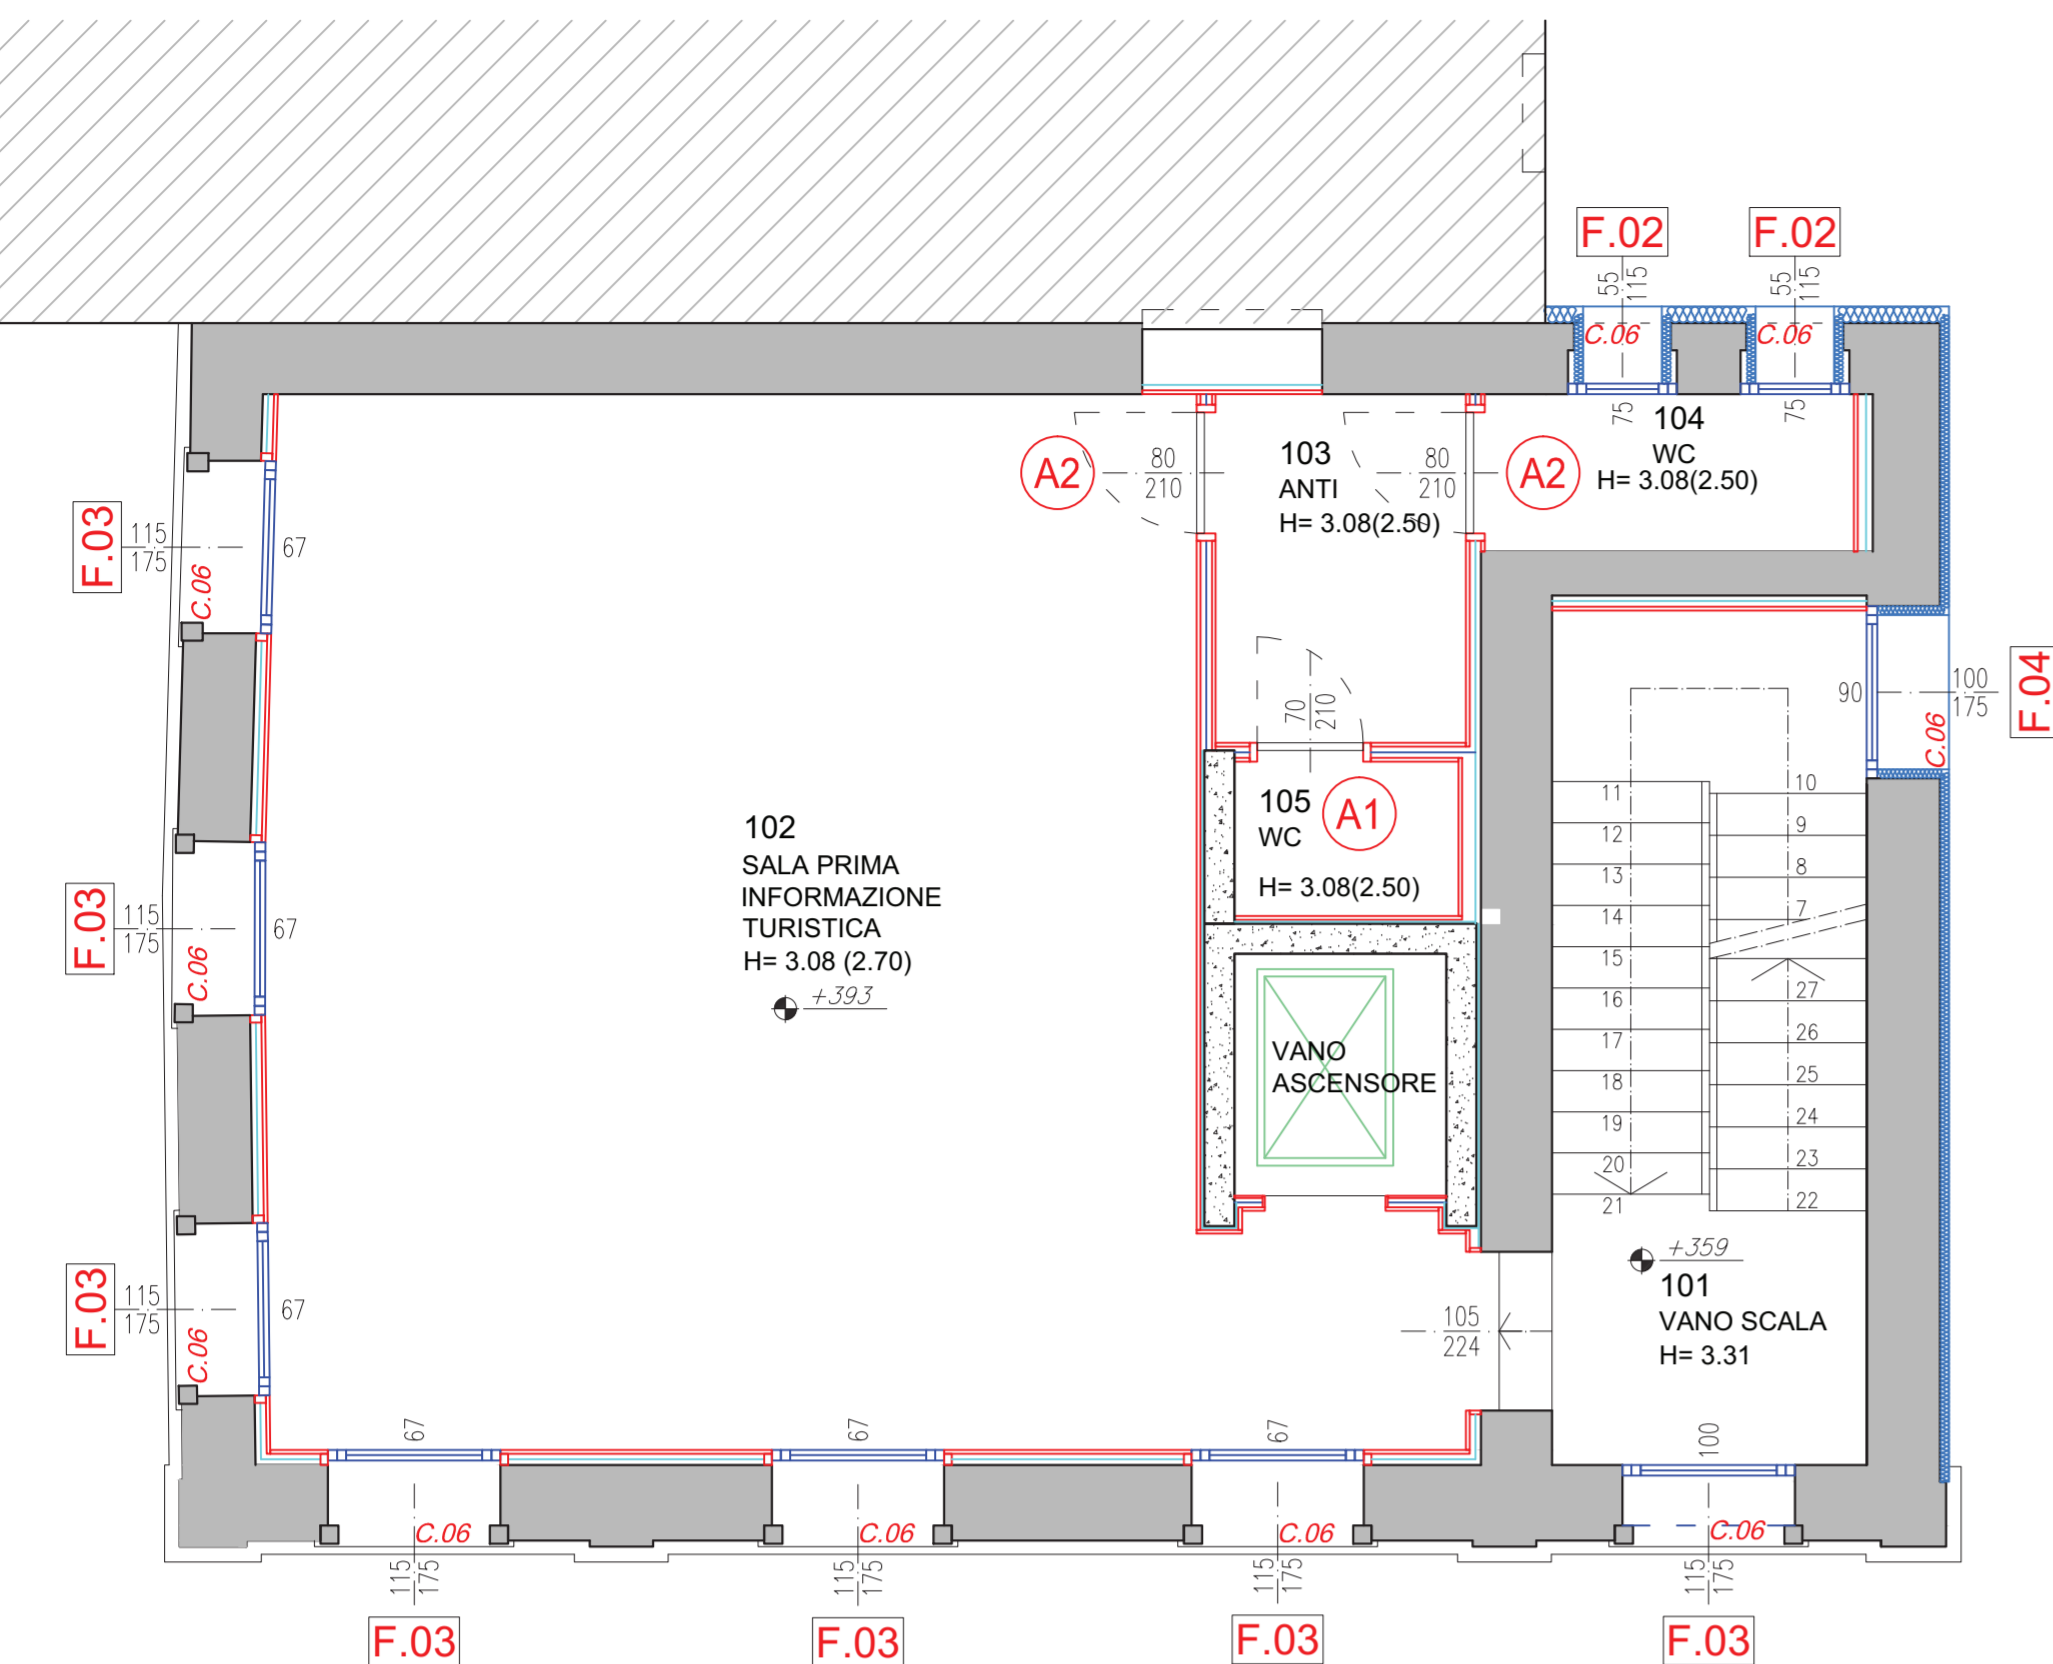 F.02
F.02
55
115
55
115
C.06
C.06
75
75
104
WC
H= 3.08(2.50)
A2
80
210
103
ANTI
H= 3.08(2.50)
80
210
A2
F.03
115
175
C.06
67
70
210
F.04
100
175
90
C.06
105
WC
A1
H= 3.08(2.50)
102
SALA PRIMA
INFORMAZIONE
TURISTICA
H= 3.08 (2.70)
+393
F.03
115
175
C.06
67
VANO
ASCENSORE
11
12
13
14
15
16
17
18
19
20
21
10
9
8
7
27
26
25
24
23
22
F.03
115
175
C.06
67
+359
101
VANO SCALA
H= 3.31
105
224
67
67
67
100
C.06
C.06
C.06
C.06
115
175
115
175
115
175
115
175
F.03
F.03
F.03
F.03